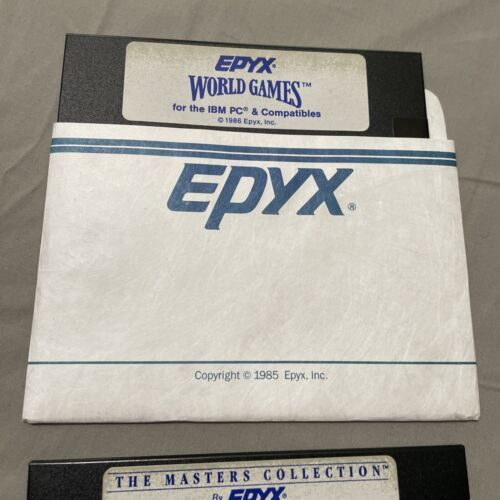 EPYX®
WORLD GAMES™
for the IBM PC® & Compatibles
©1986 Epyx, Inc.
EPYX®
Copyright © 1985 Epyx, Inc.
THE MASTERS COLLECTION™
By EPYX®